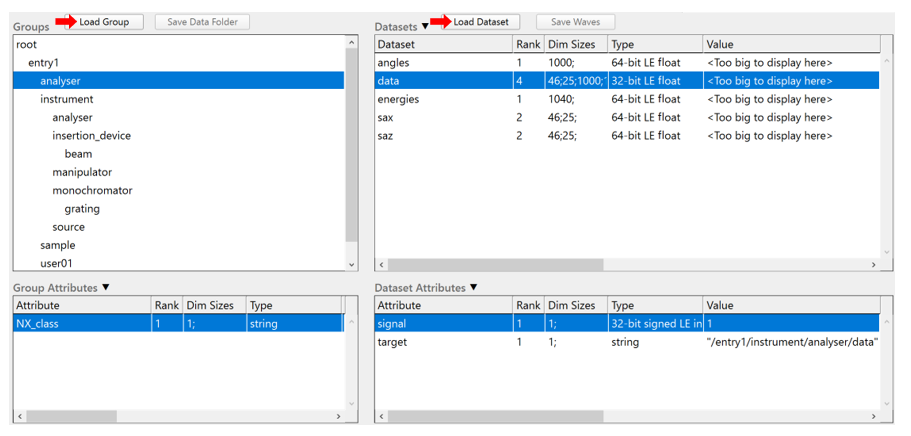 Groups Load Group Save Data Folder
root
entry1
analyser
instrument
analyser
insertion_device
beam
manipulator
monochromator
grating
source
sample
user01
Datasets ▼ Load Dataset Save Waves
Dataset Rank Dim Sizes Type Value
angles 1 1000; 64-bit LE float <Too big to display here>
data 4 46;25;1000; 32-bit LE float <Too big to display here>
energies 1 1040; 64-bit LE float <Too big to display here>
sax 2 46;25; 64-bit LE float <Too big to display here>
saz 2 46;25; 64-bit LE float <Too big to display here>
Group Attributes ▼
Attribute Rank Dim Sizes Type
NX_class 1 1; string
Dataset Attributes ▼
Attribute Rank Dim Sizes Type Value
signal 1 1; 32-bit signed LE in 1
target 1 1; string "/entry1/instrument/analyser/data"